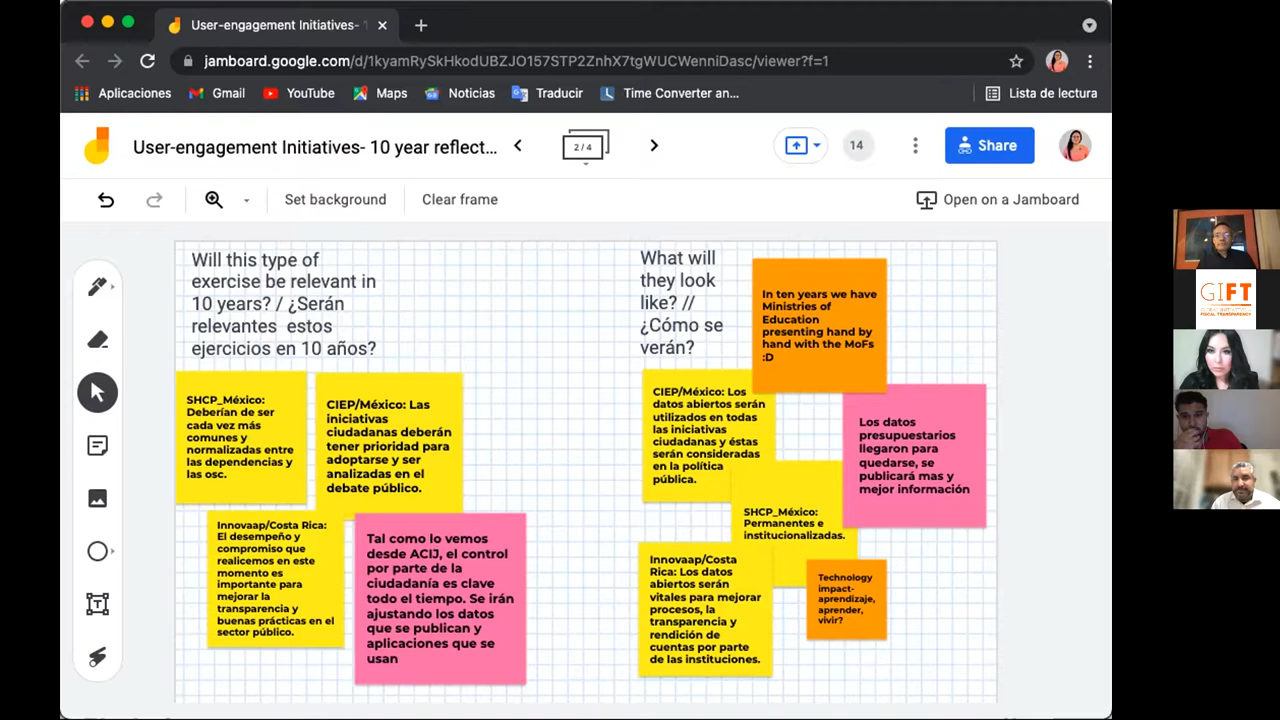 User-engagement Initiatives- 1
jamboard.google.com/d/1kyamRySkHkodUBZJO157STP2ZnhX7tgWUCWenniDasc/viewer?f=1
Aplicaciones
Gmail
YouTube
Maps
Noticias
Traducir
Time Converter an...
Lista de lectura
User-engagement Initiatives- 10 year reflect...
2 / 4
14
Share
Set background
Clear frame
Open on a Jamboard
Will this type of
exercise be relevant in
10 years? / ¿Serán
relevantes estos
ejercicios en 10 años?
SHCP_México:
Deberían de ser
cada vez más
comunes y
normalizadas entre
las dependencias y
las osc.
CIEP/México: Las
iniciativas
ciudadanas deberán
tener prioridad para
adoptarse y ser
analizadas en el
debate público.
Innovaap/Costa Rica:
El desempeño y
compromiso que
realicemos en este
momento es
importante para
mejorar la
transparencia y
buenas prácticas en el
sector público.
Tal como lo vemos
desde ACIJ, el control
por parte de la
ciudadanía es clave
todo el tiempo. Se irán
ajustando los datos
que se publican y
aplicaciones que se
usan
What will
they look
like? //
¿Cómo se
verán?
In ten years we have
Ministries of
Education
presenting hand by
hand with the MoFs
:D
CIEP/México: Los
datos abiertos serán
utilizados en todas
las iniciativas
ciudadanas y éstas
serán consideradas
en la política
pública.
Los datos
presupuestarios
llegaron para
quedarse, se
publicará mas y
mejor información
SHCP_México:
Permanentes e
institucionalizadas.
Innovaap/Costa
Rica: Los datos
abiertos serán
vitales para mejorar
procesos, la
transparencia y
rendición de
cuentas por parte
de las instituciones.
Technology
impact-
aprendizaje,
aprender,
vivir?
GIFT
GLOBAL INITIATIVE FOR
FISCAL TRANSPARENCY